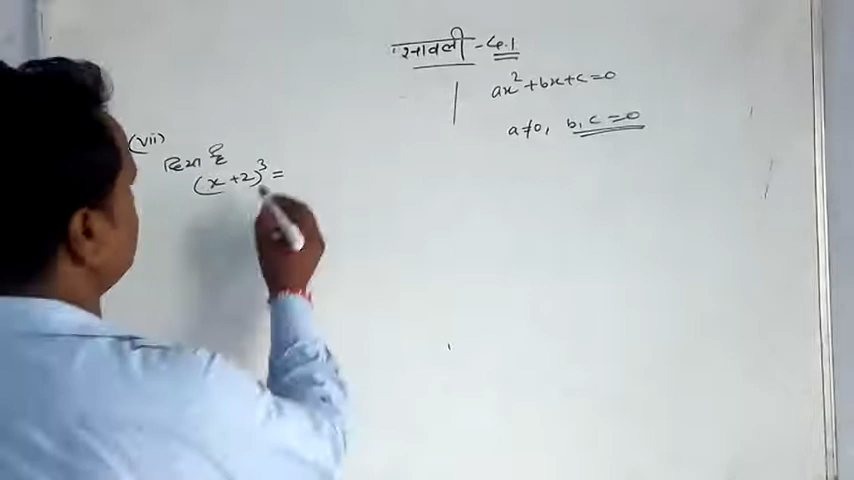 प्रश्नावली - 4.1
ax² + bx + c = 0
a ≠ 0, b, c = 0
(vii)
दिया है
(x + 2)³ =